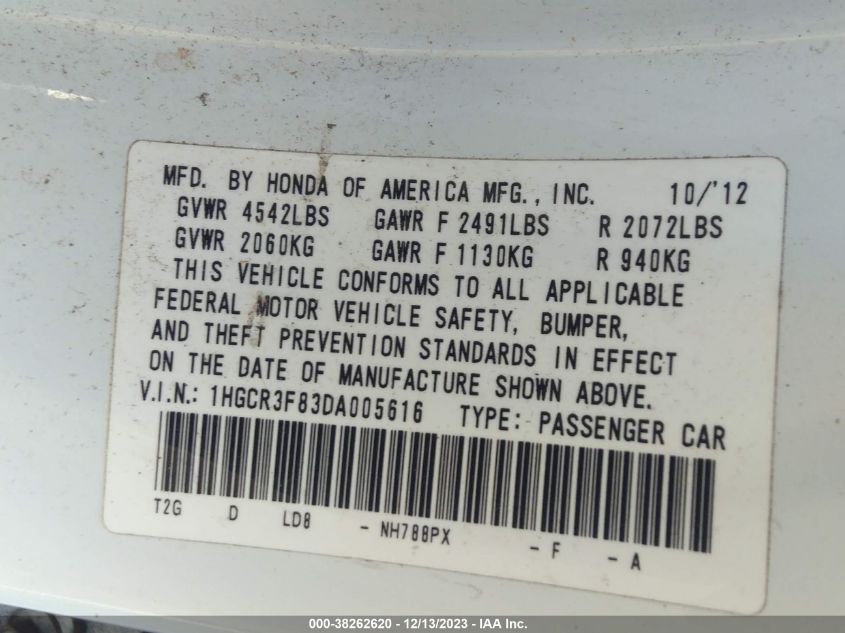 MFD. BY HONDA OF AMERICA MFG., INC. 10/'12
GVWR 4542LBS GAWR F 2491LBS R 2072LBS
GVWR 2060KG GAWR F 1130KG R 940KG
THIS VEHICLE CONFORMS TO ALL APPLICABLE
FEDERAL MOTOR VEHICLE SAFETY, BUMPER,
AND THEFT PREVENTION STANDARDS IN EFFECT
ON THE DATE OF MANUFACTURE SHOWN ABOVE.
V.I.N.: 1HGCR3F83DA005616 TYPE: PASSENGER CAR
T2G D LD8 - NH788PX - F - A
000-38262620 - 12/13/2023 - IAA Inc.